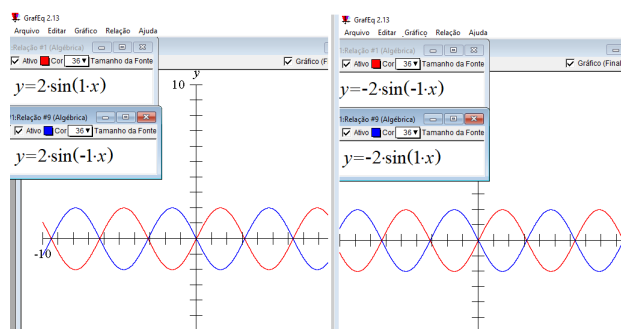 GrafEq 2.13
Arquivo Editar Gráfico Relação Ajuda
Relação #1 (Algébrica)
Ativo Cor 36 Tamanho da Fonte
y=2·sin(1·x)
1:Relação #9 (Algébrica)
Ativo Cor 36 Tamanho da Fonte
y=2·sin(-1·x)
Gráfico (F
y
10
-10
GrafEq 2.13
Arquivo Editar Gráfico Relação Ajuda
Relação #1 (Algébrica)
Ativo Cor 36 Tamanho da Fonte
y=-2·sin(-1·x)
1:Relação #9 (Algébrica)
Ativo Cor 36 Tamanho da Fonte
y=-2·sin(1·x)
Gráfico (Final